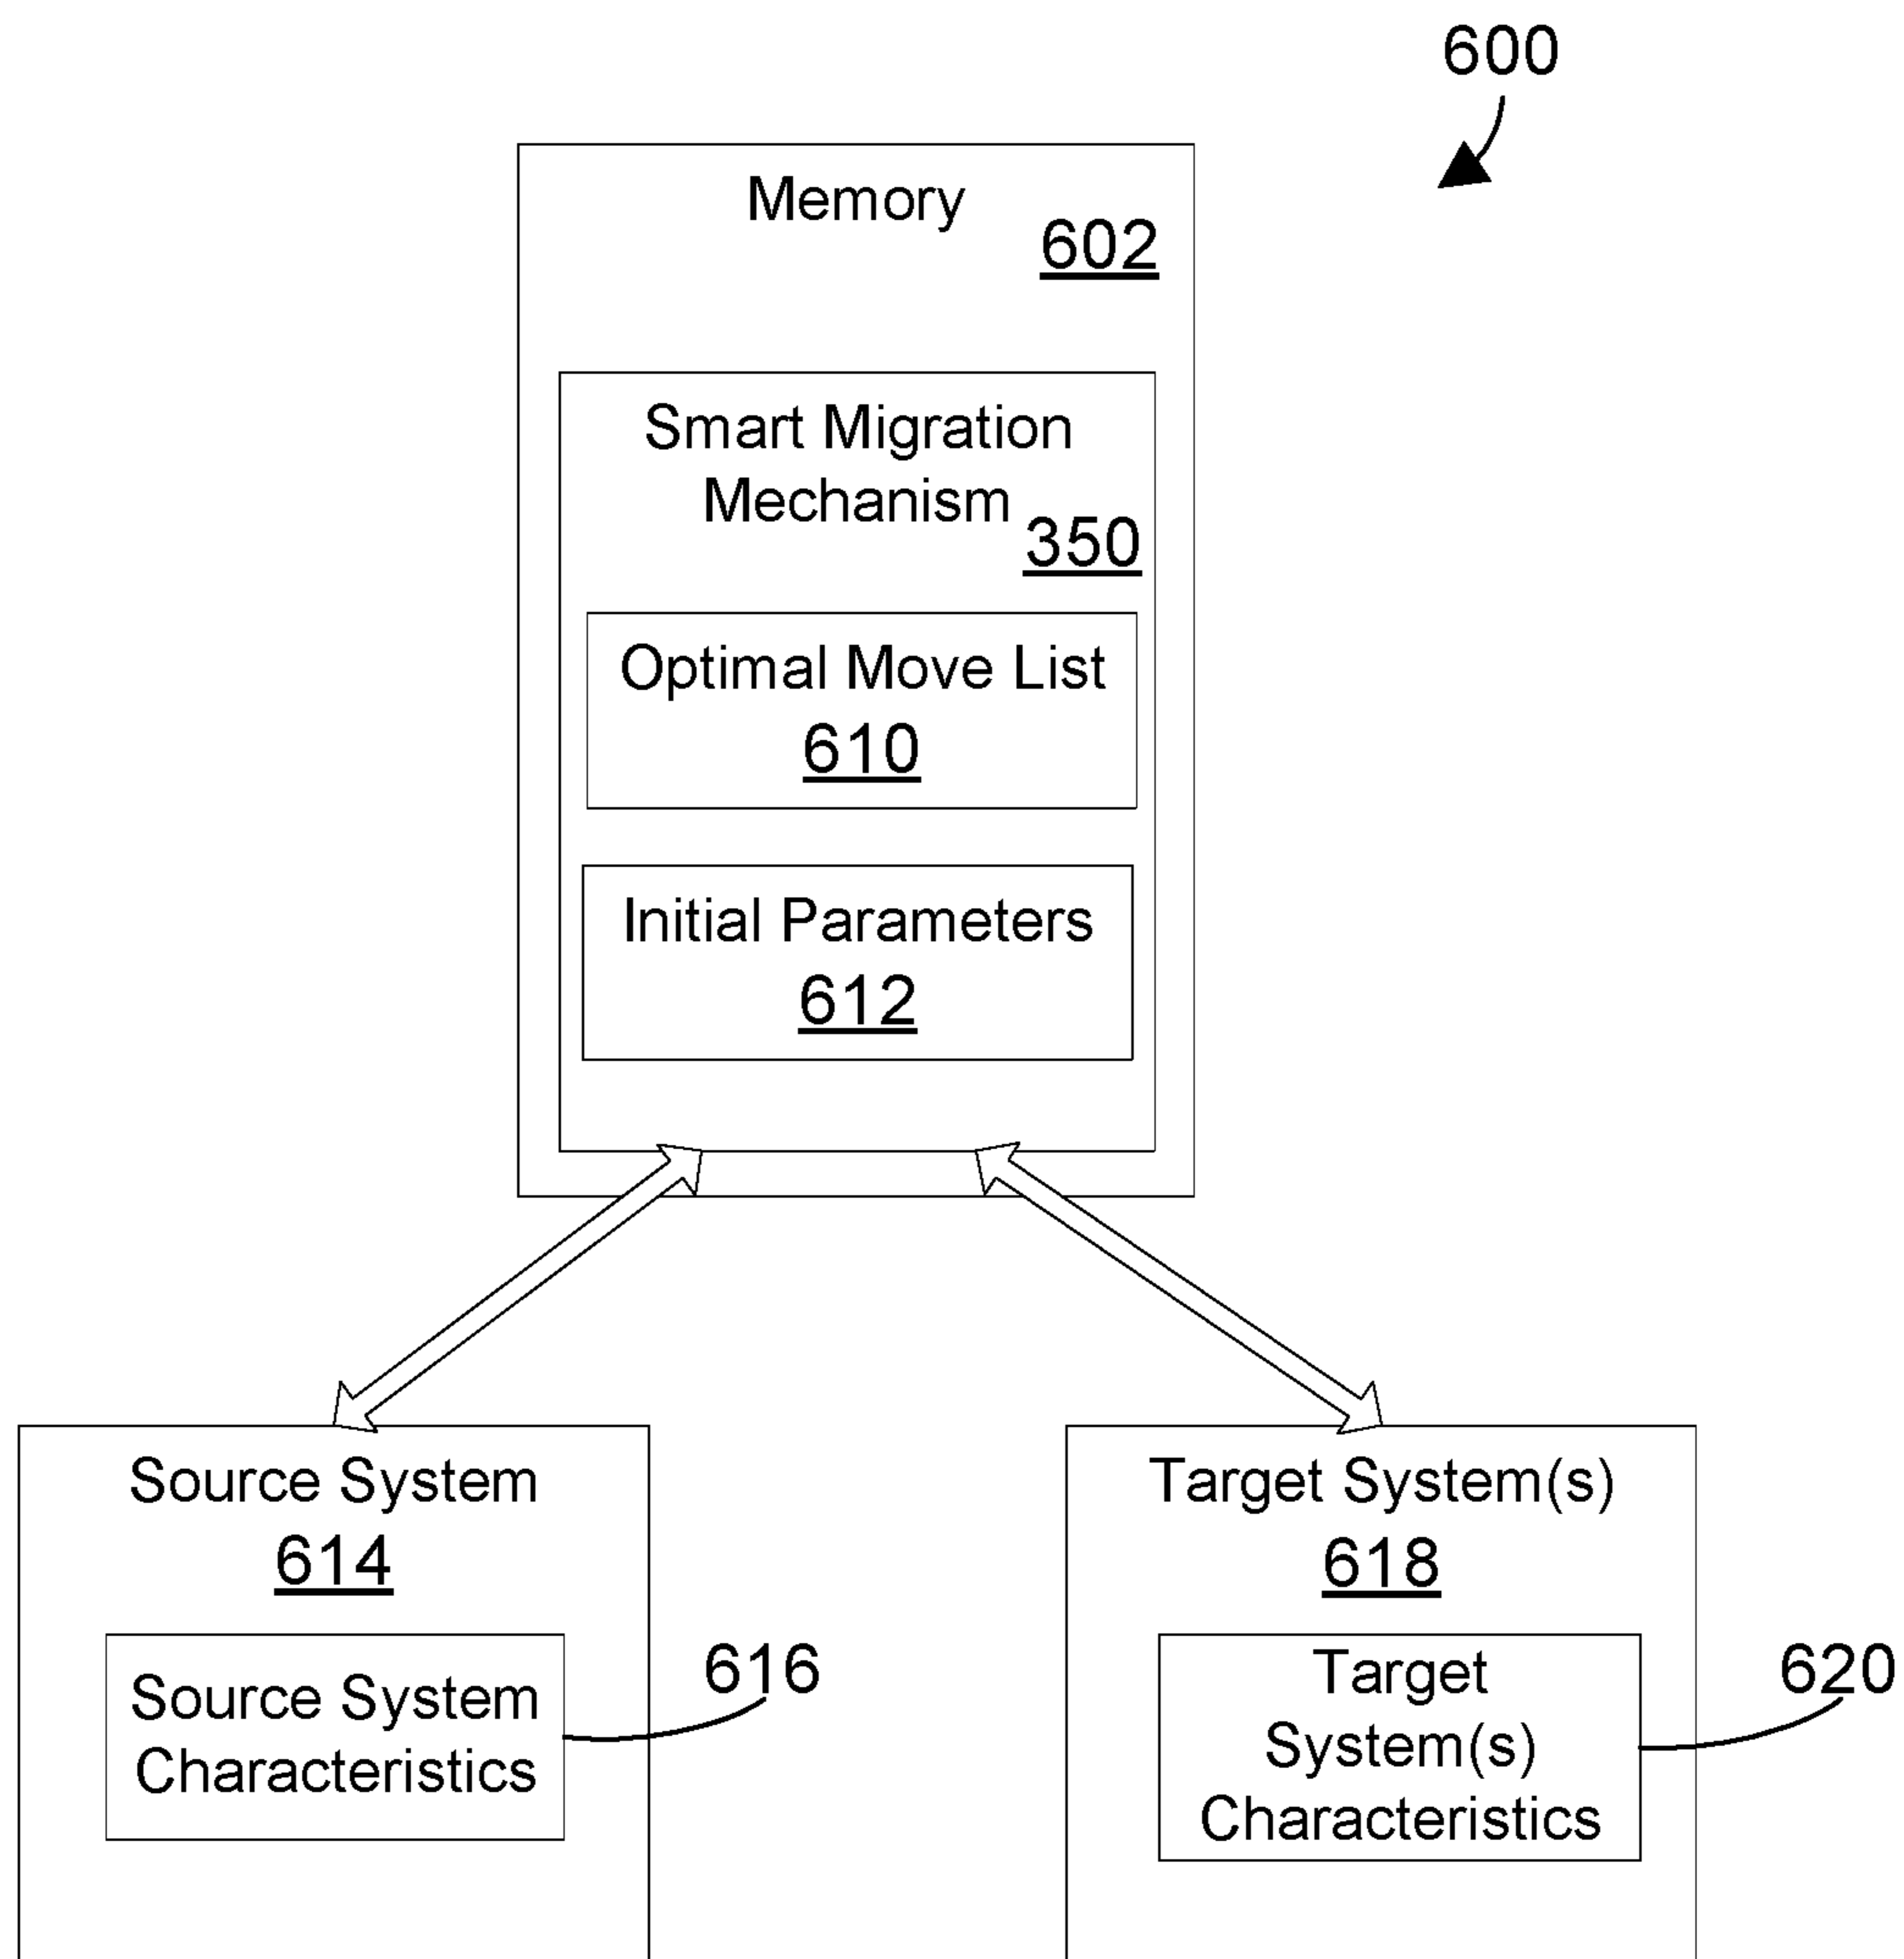 600
Memory
602
Smart Migration
Mechanism
350
Optimal Move List
610
Initial Parameters
612
Source System
614
Source System
Characteristics
616
Target System(s)
618
Target
System(s)
Characteristics
620